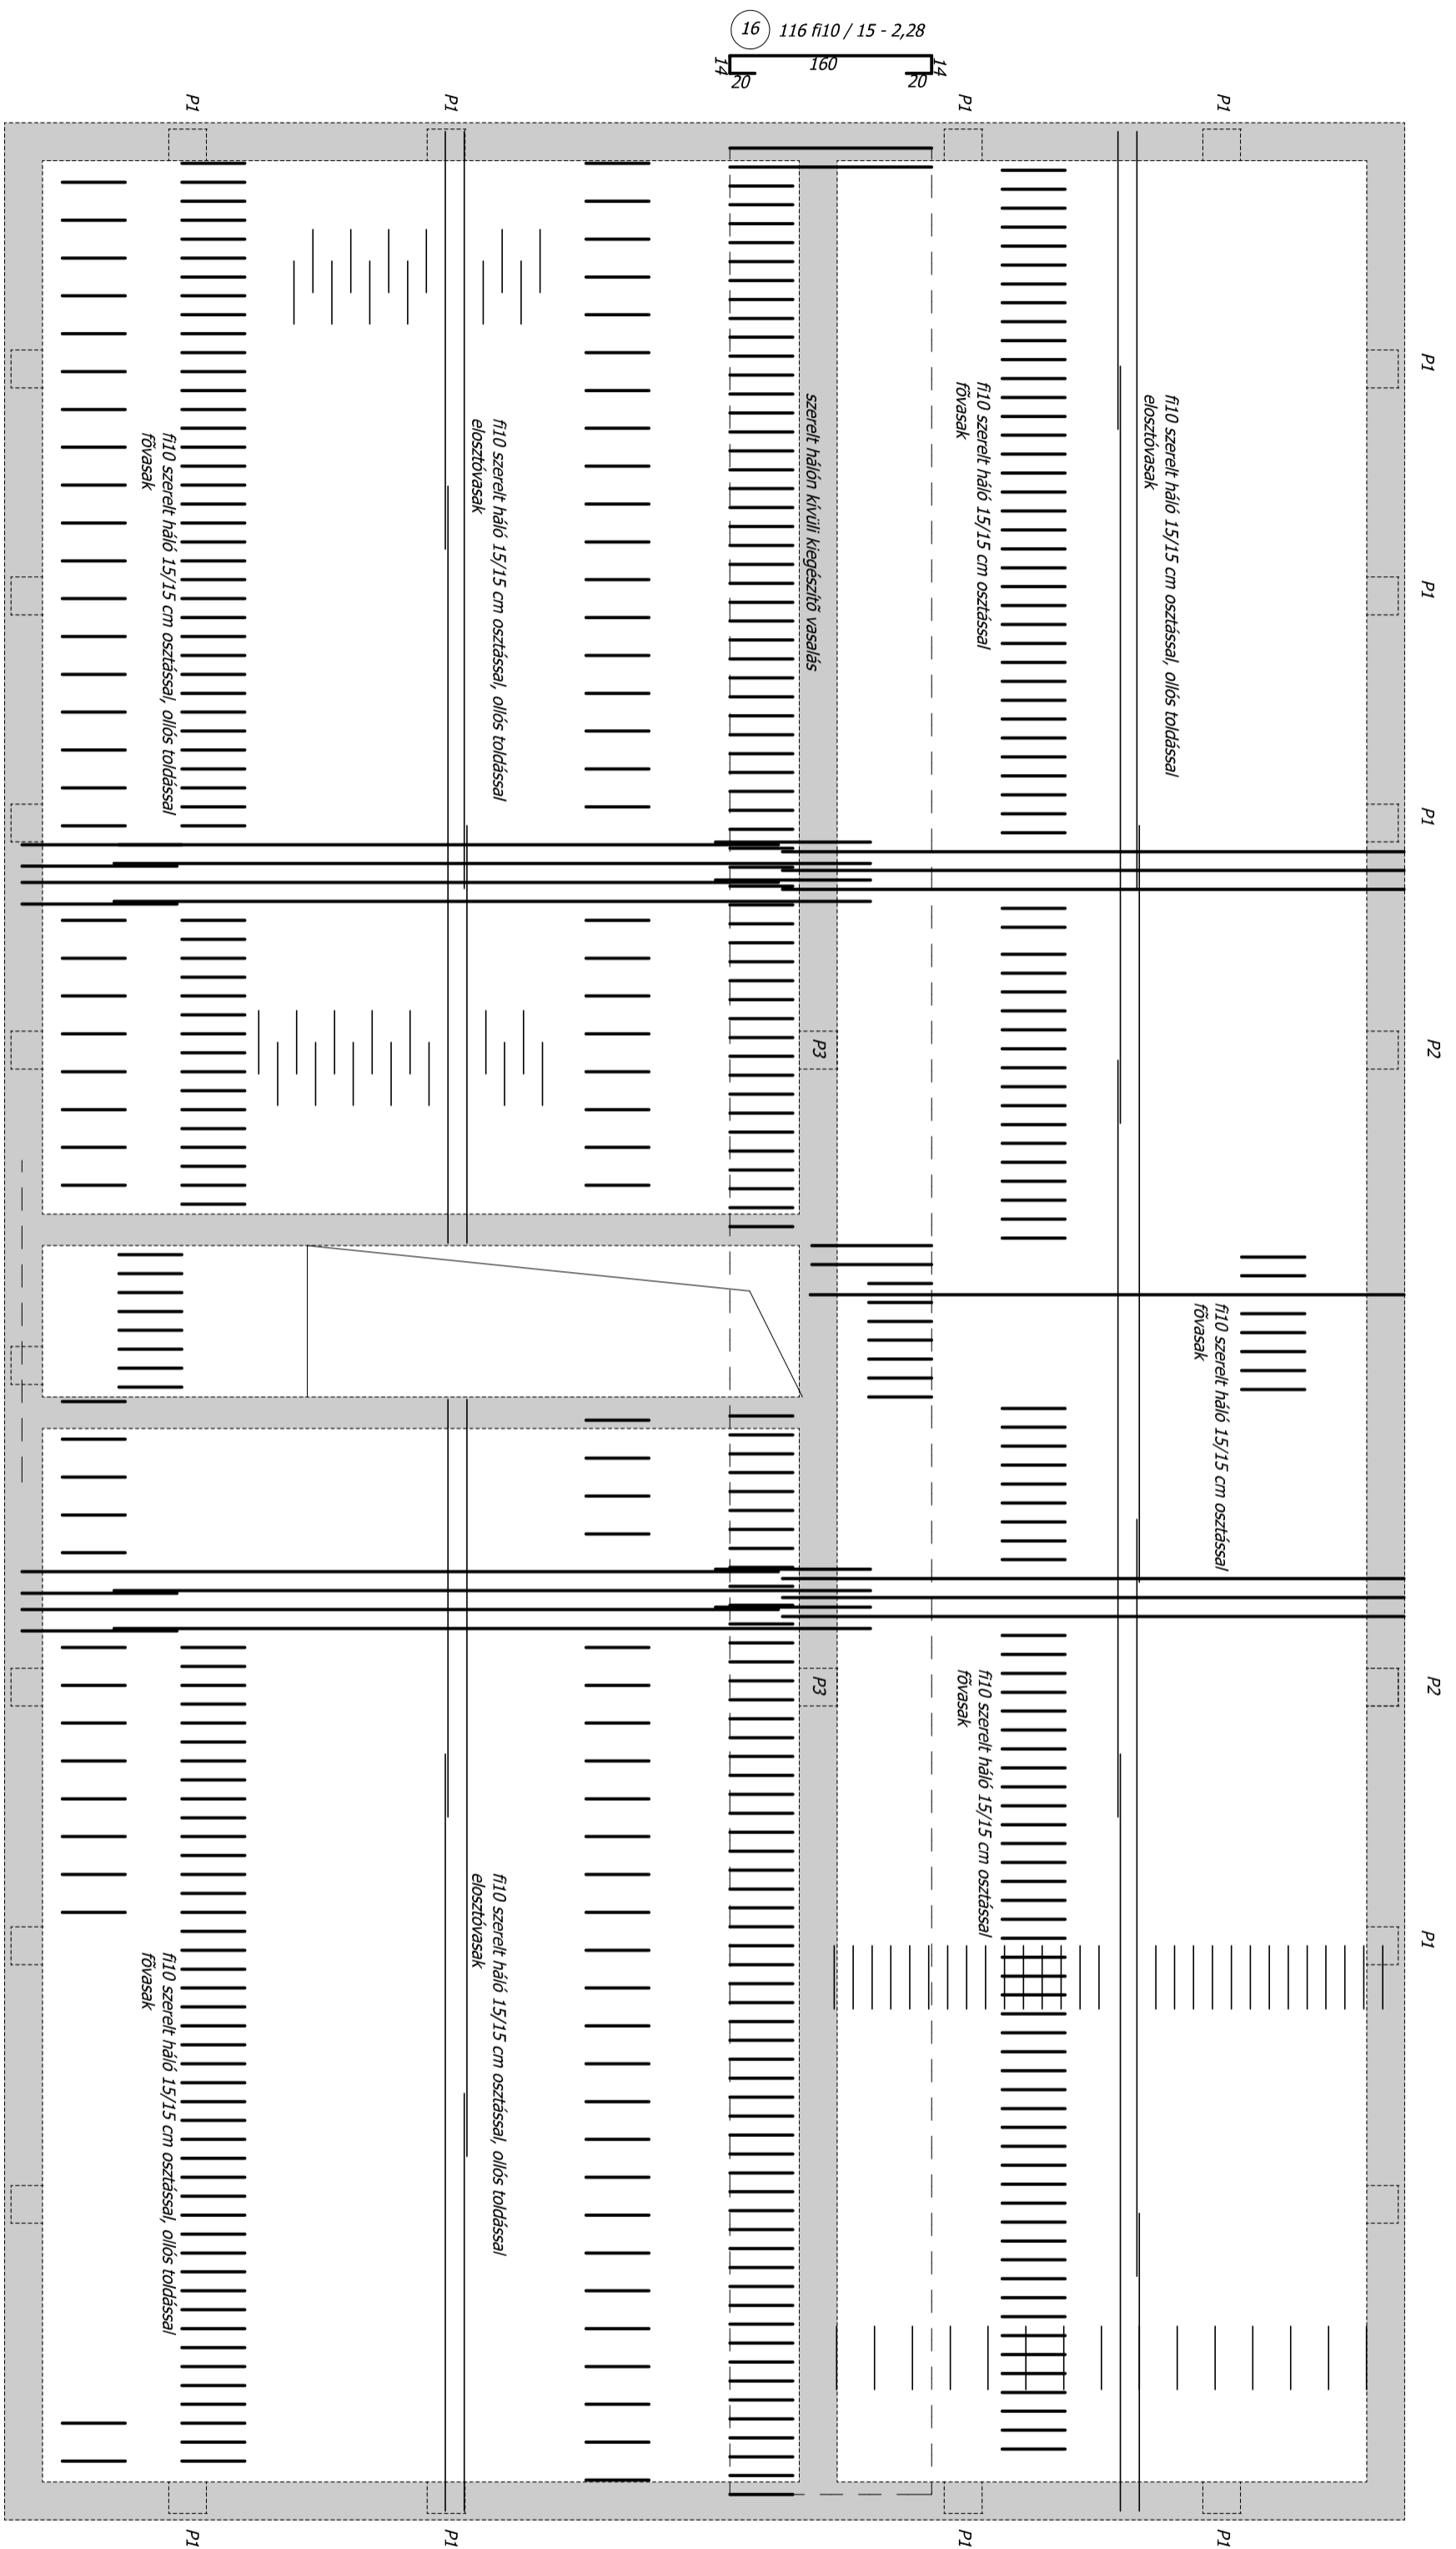 16 116 fi10 / 15 - 2,28
14 160 14
20 20
P1 P1 P1 P1
P1
P1
P1
P2
P2
P1
fi10 szerelt háló 15/15 cm osztással, ollós toldással
elosztóvasak
fi10 szerelt háló 15/15 cm osztással
fővasak
szerelt hálón kívüli kiegészítő vasalás
fi10 szerelt háló 15/15 cm osztással, ollós toldással
elosztóvasak
fi10 szerelt háló 15/15 cm osztással, ollós toldással
fővasak
P3
fi10 szerelt háló 15/15 cm osztással
fővasak
P3
fi10 szerelt háló 15/15 cm osztással
fővasak
fi10 szerelt háló 15/15 cm osztással, ollós toldással
elosztóvasak
fi10 szerelt háló 15/15 cm osztással, ollós toldással
fővasak
P1 P1 P1 P1